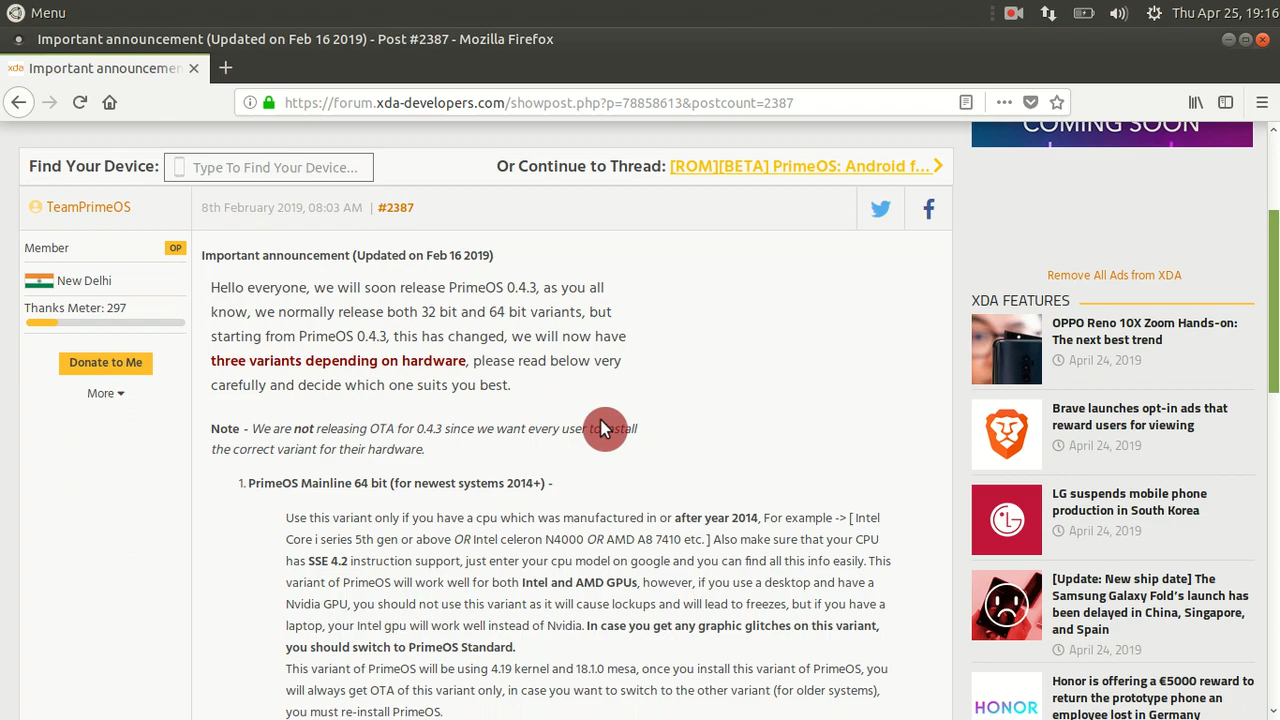 Menu
Thu Apr 25, 19:16
Important announcement (Updated on Feb 16 2019) - Post #2387 - Mozilla Firefox
xda Important announcemen
https://forum.xda-developers.com/showpost.php?p=78858613&postcount=2387
COMING SOON
Find Your Device: Type To Find Your Device...
Or Continue to Thread: [ROM][BETA] PrimeOS: Android f...
TeamPrimeOS
8th February 2019, 08:03 AM | #2387
Member
OP
New Delhi
Thanks Meter: 297
Donate to Me
More
Important announcement (Updated on Feb 16 2019)
Hello everyone, we will soon release PrimeOS 0.4.3, as you all
know, we normally release both 32 bit and 64 bit variants, but
starting from PrimeOS 0.4.3, this has changed, we will now have
three variants depending on hardware, please read below very
carefully and decide which one suits you best.
Note - We are not releasing OTA for 0.4.3 since we want every user to install
the correct variant for their hardware.
1. PrimeOS Mainline 64 bit (for newest systems 2014+) -
Use this variant only if you have a cpu which was manufactured in or after year 2014, For example -> [ Intel
Core i series 5th gen or above OR Intel celeron N4000 OR AMD A8 7410 etc. ] Also make sure that your CPU
has SSE 4.2 instruction support, just enter your cpu model on google and you can find all this info easily. This
variant of PrimeOS will work well for both Intel and AMD GPUs, however, if you use a desktop and have a
Nvidia GPU, you should not use this variant as it will cause lockups and will lead to freezes, but if you have a
laptop, your Intel gpu will work well instead of Nvidia. In case you get any graphic glitches on this variant,
you should switch to PrimeOS Standard.
This variant of PrimeOS will be using 4.19 kernel and 18.1.0 mesa, once you install this variant of PrimeOS, you
will always get OTA of this variant only, in case you want to switch to the other variant (for older systems),
you must re-install PrimeOS.
Remove All Ads from XDA
XDA FEATURES
OPPO Reno 10X Zoom Hands-on:
The next best trend
April 24, 2019
Brave launches opt-in ads that
reward users for viewing
April 24, 2019
LG suspends mobile phone
production in South Korea
April 24, 2019
[Update: New ship date] The
Samsung Galaxy Fold's launch has
been delayed in China, Singapore,
and Spain
April 24, 2019
HONOR
Honor is offering a €5000 reward to
return the prototype phone an
employee lost in Germany